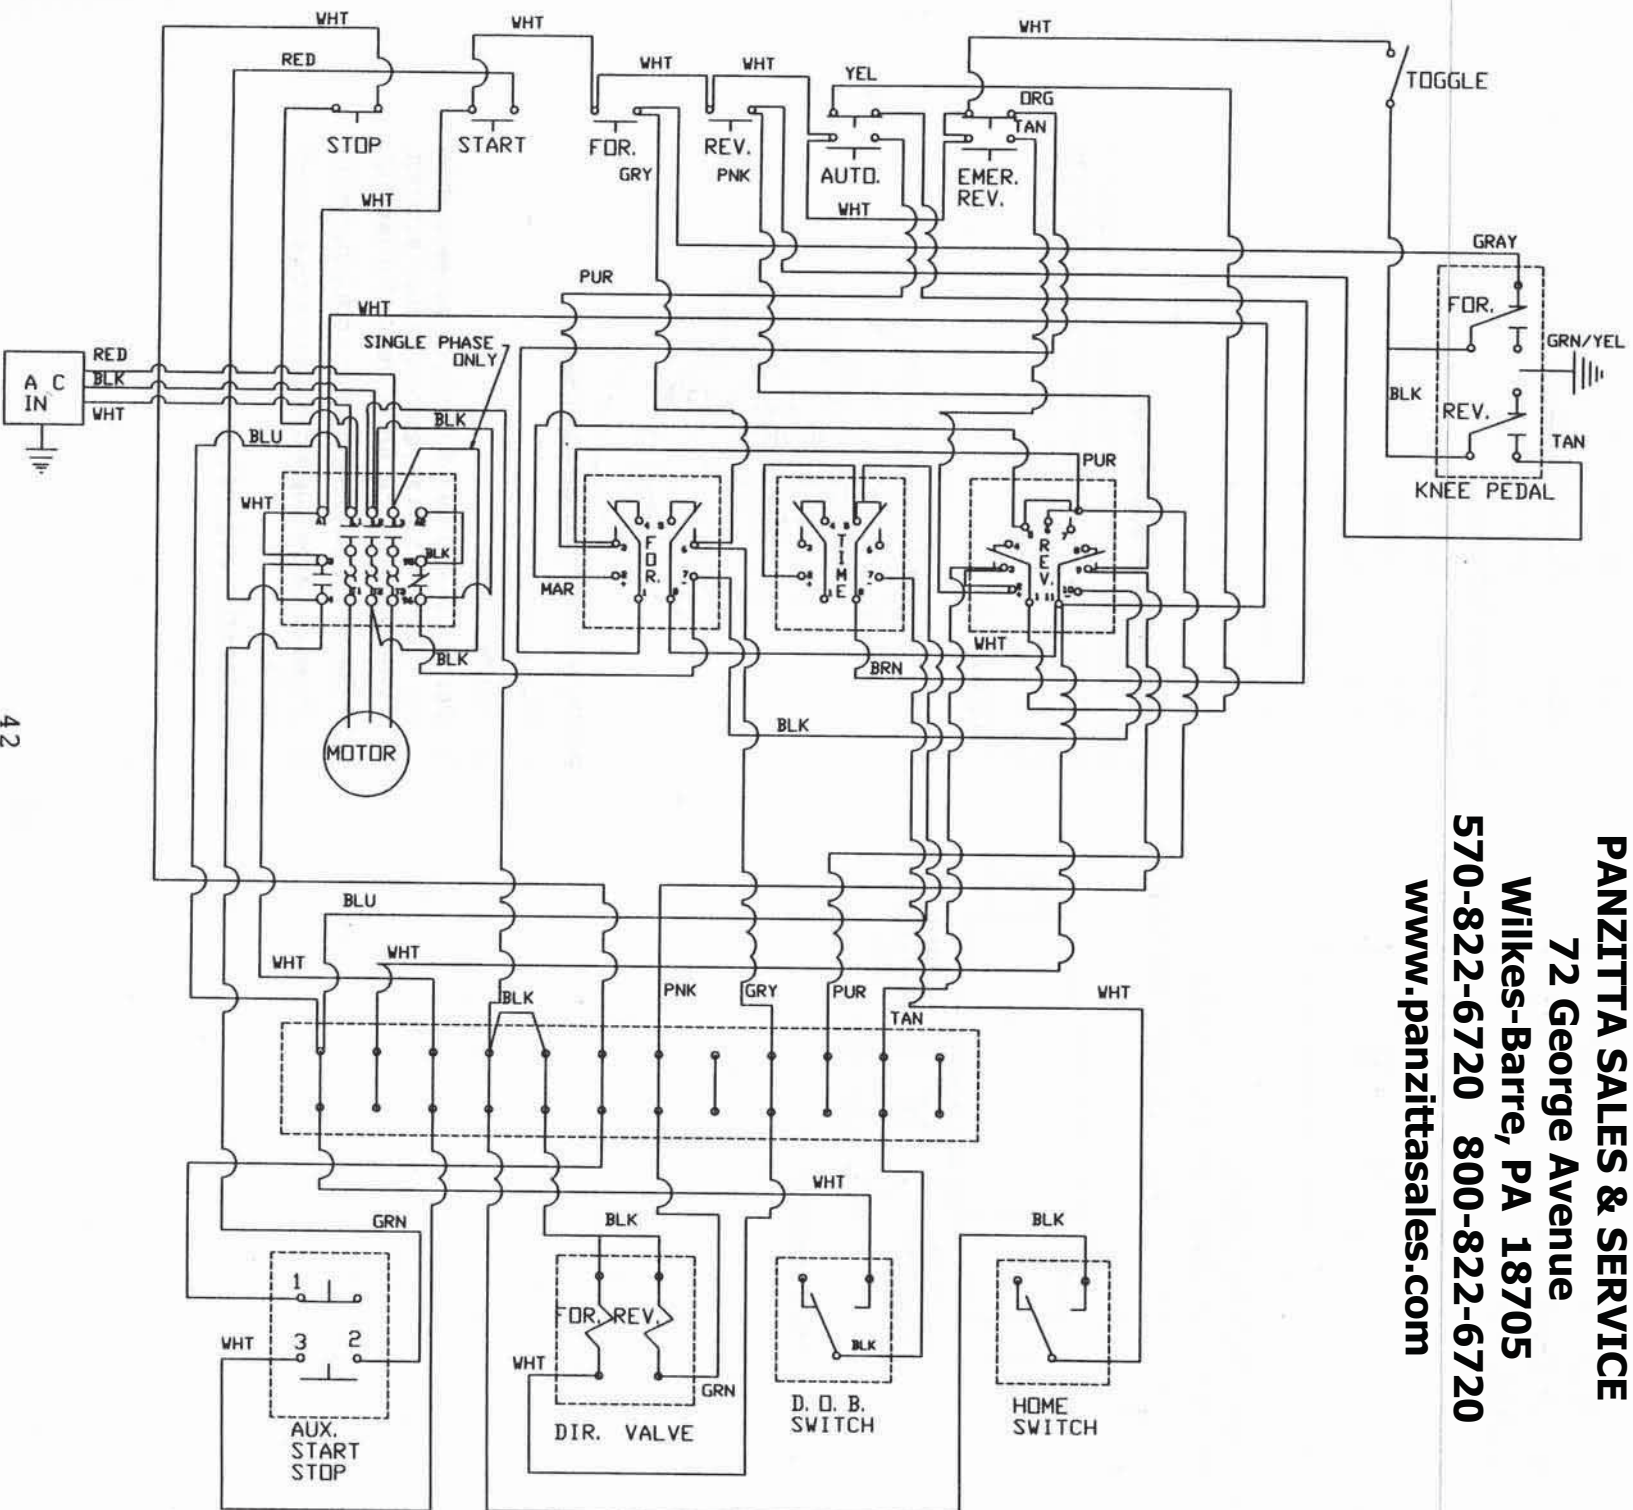 WHT
WHT
WHT
RED
WHT
WHT
YEL
TOGGLE
ORG
TAN
STOP
START
FOR.
REV.
AUTO.
EMER.
REV.
GRY
PNK
WHT
WHT
GRAY
PUR
FOR.
WHT
SINGLE PHASE
ONLY
GRN/YEL
A C
IN
RED
BLK
WHT
BLK
REV.
TAN
BLK
BLU
PUR
KNEE PEDAL
WHT
A1
A2
BLK
FOR.
TIME
REV.
MAR
WHT
BLK
BRN
BLK
MOTOR
42
BLU
WHT
WHT
BLK
PNK
GRY
PUR
TAN
WHT
WHT
GRN
BLK
BLK
1
3
2
WHT
FOR.
REV.
WHT
GRN
BLK
AUX.
START
STOP
DIR. VALVE
D. O. B.
SWITCH
HOME
SWITCH
PANZITTA SALES & SERVICE
72 George Avenue
Wilkes-Barre, PA 18705
570-822-6720 800-822-6720
www.panzittasales.com